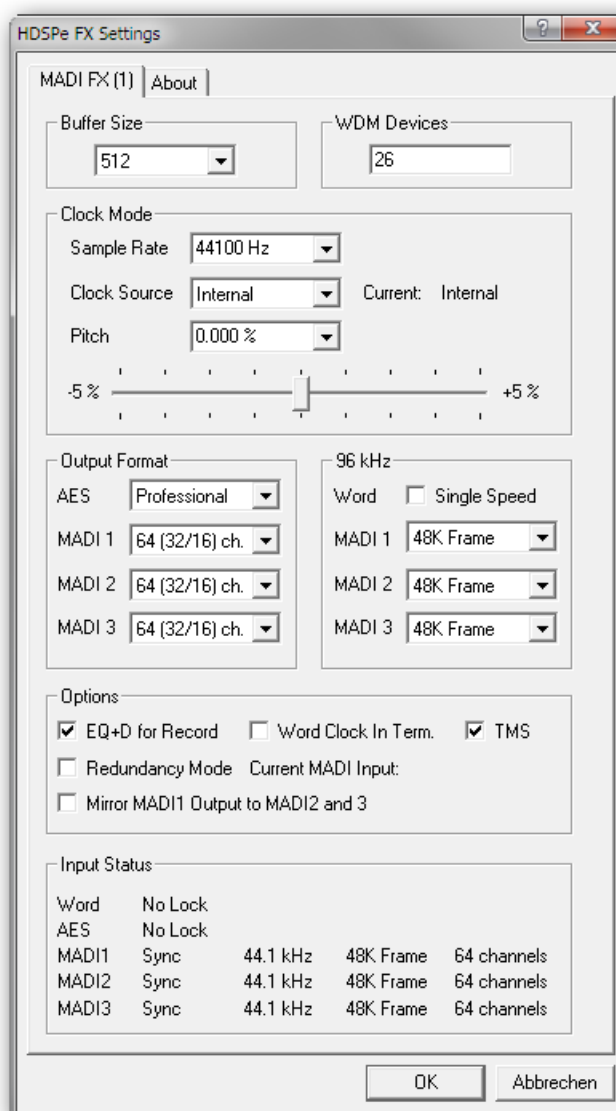 HDSPe FX Settings
MADI FX (1) About
Buffer Size
512
WDM Devices
26
Clock Mode
Sample Rate 44100 Hz
Clock Source Internal Current: Internal
Pitch 0.000 %
-5 % +5 %
Output Format
AES Professional
MADI 1 64 (32/16) ch.
MADI 2 64 (32/16) ch.
MADI 3 64 (32/16) ch.
96 kHz
Word Single Speed
MADI 1 48K Frame
MADI 2 48K Frame
MADI 3 48K Frame
Options
EQ+D for Record Word Clock In Term. TMS
Redundancy Mode Current MADI Input:
Mirror MADI1 Output to MADI2 and 3
Input Status
Word No Lock
AES No Lock
MADI1 Sync 44.1 kHz 48K Frame 64 channels
MADI2 Sync 44.1 kHz 48K Frame 64 channels
MADI3 Sync 44.1 kHz 48K Frame 64 channels
OK Abbrechen